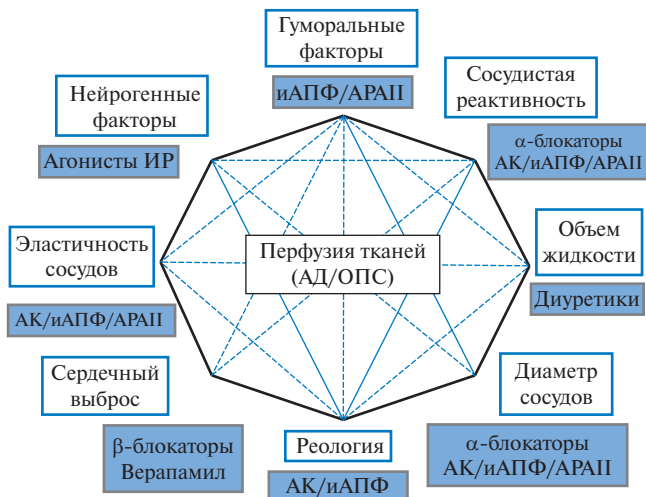 Гуморальные
факторы
иАПФ/АРАII
Сосудистая
реактивность
α-блокаторы
АК/иАПФ/АРАII
Нейрогенные
факторы
Агонисты ИР
Эластичность
сосудов
АК/иАПФ/АРАII
Перфузия тканей
(АД/ОПС)
Объем
жидкости
Диуретики
Сердечный
выброс
β-блокаторы
Верапамил
Реология
АК/иАПФ
Диаметр
сосудов
α-блокаторы
АК/иАПФ/АРАII